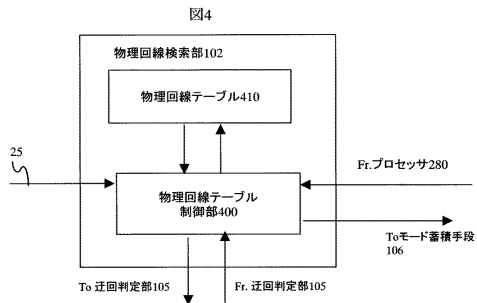 図4
物理回線検索部102
物理回線テーブル410
25
Fr.プロセッサ280
物理回線テーブル
制御部400
Toモード蓄積手段
106
To 迂回判定部105
Fr. 迂回判定部105